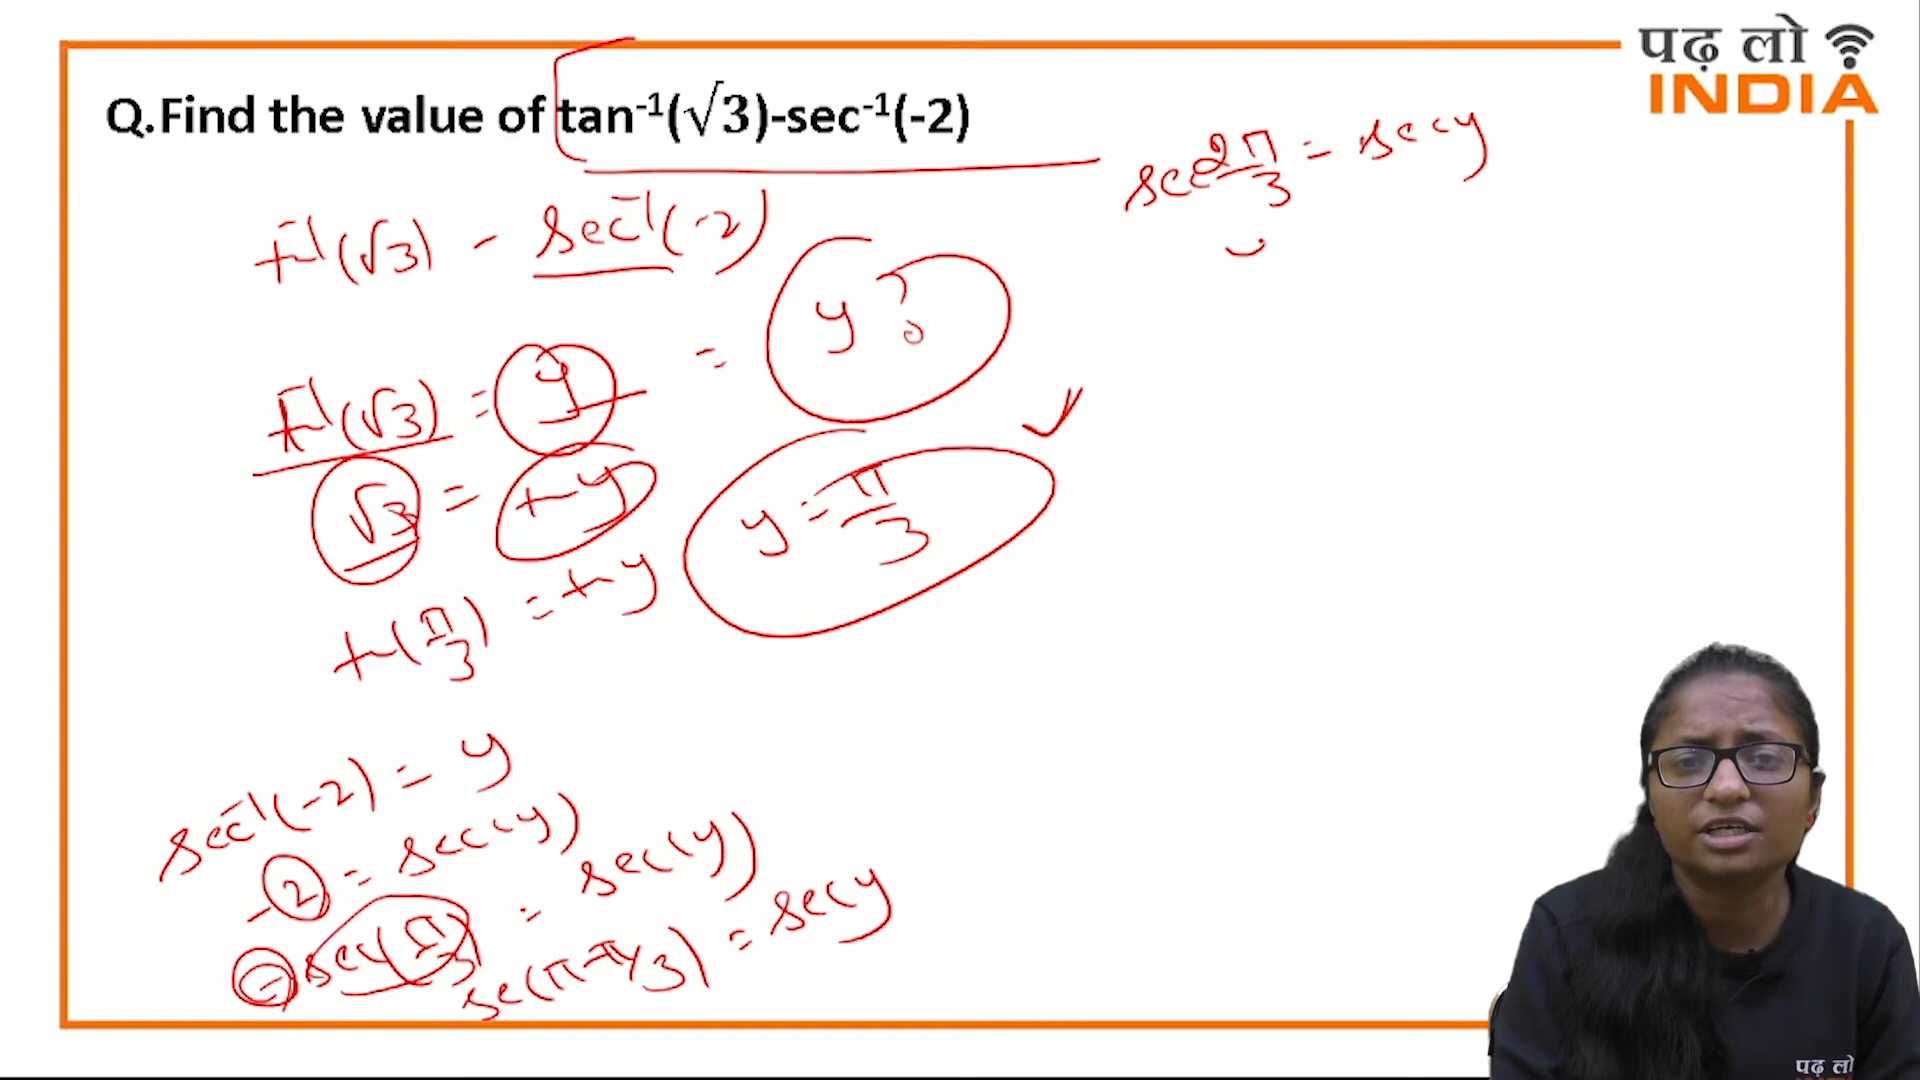 पढ़ लो
INDIA
Q.Find the value of tan⁻¹(√3)-sec⁻¹(-2)
sec 2π/3 = sec y
tan⁻¹(√3) - sec⁻¹(-2)
= y ?
tan⁻¹(√3) = y
√3 = tan y
y = π/3
tan(π/3) = tan y
sec⁻¹(-2) = y
-2 = sec(y)
- sec(π/3) = sec(y)
sec(π-π/3) = sec y
पढ़ लो